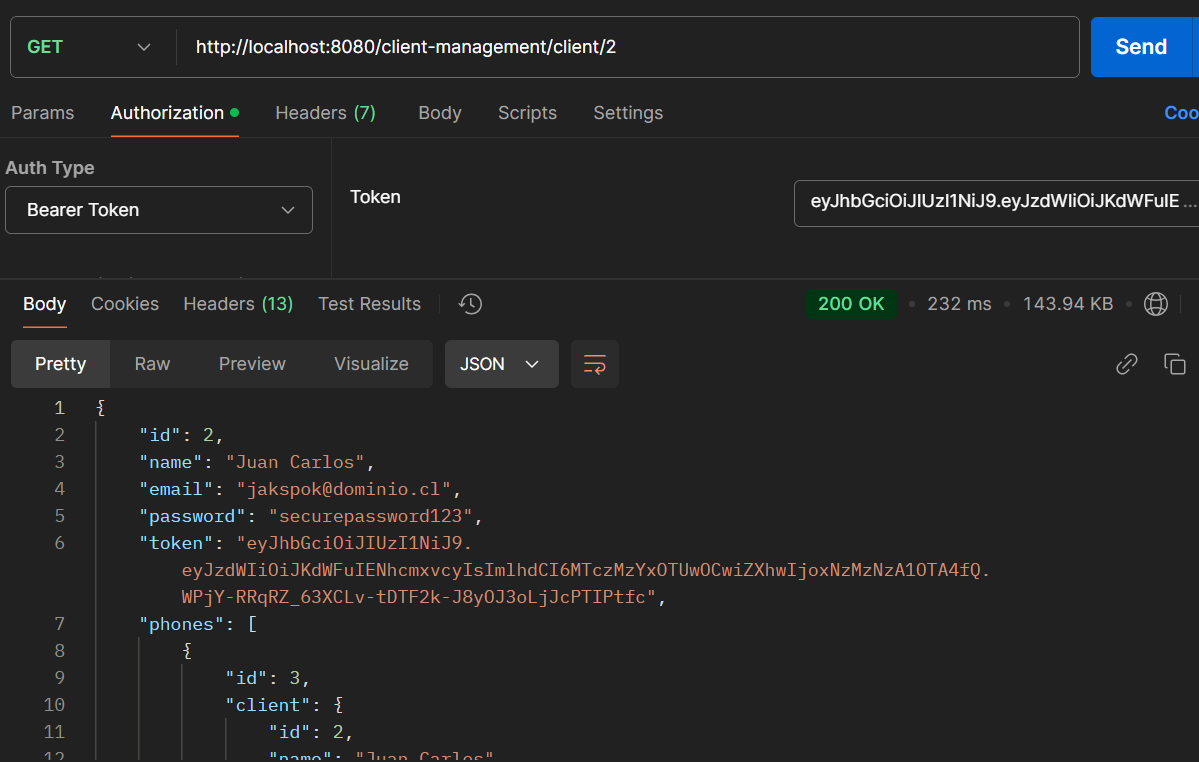 GET http://localhost:8080/client-management/client/2 Send
Params Authorization Headers (7) Body Scripts Settings Coo
Auth Type
Bearer Token
Token
eyJhbGciOiJIUzI1NiJ9.eyJzdWIiOiJKdWFuIE ...
Body Cookies Headers (13) Test Results 200 OK 232 ms 143.94 KB
Pretty Raw Preview Visualize JSON
1 {
2 "id": 2,
3 "name": "Juan Carlos",
4 "email": "jakspok@dominio.cl",
5 "password": "securepassword123",
6 "token": "eyJhbGciOiJIUzI1NiJ9.
eyJzdWIiOiJKdWFuIENhcmxvcyIsImlhdCI6MTczMzYxOTUwOCwiZXhwIjoxNzMzNzA1OTA4fQ.
WPjY-RRqRZ_63XCLv-tDTF2k-J8yOJ3oLjJcPTIPtfc",
7 "phones": [
8 {
9 "id": 3,
10 "client": {
11 "id": 2,
12 "name": "Juan Carlos"